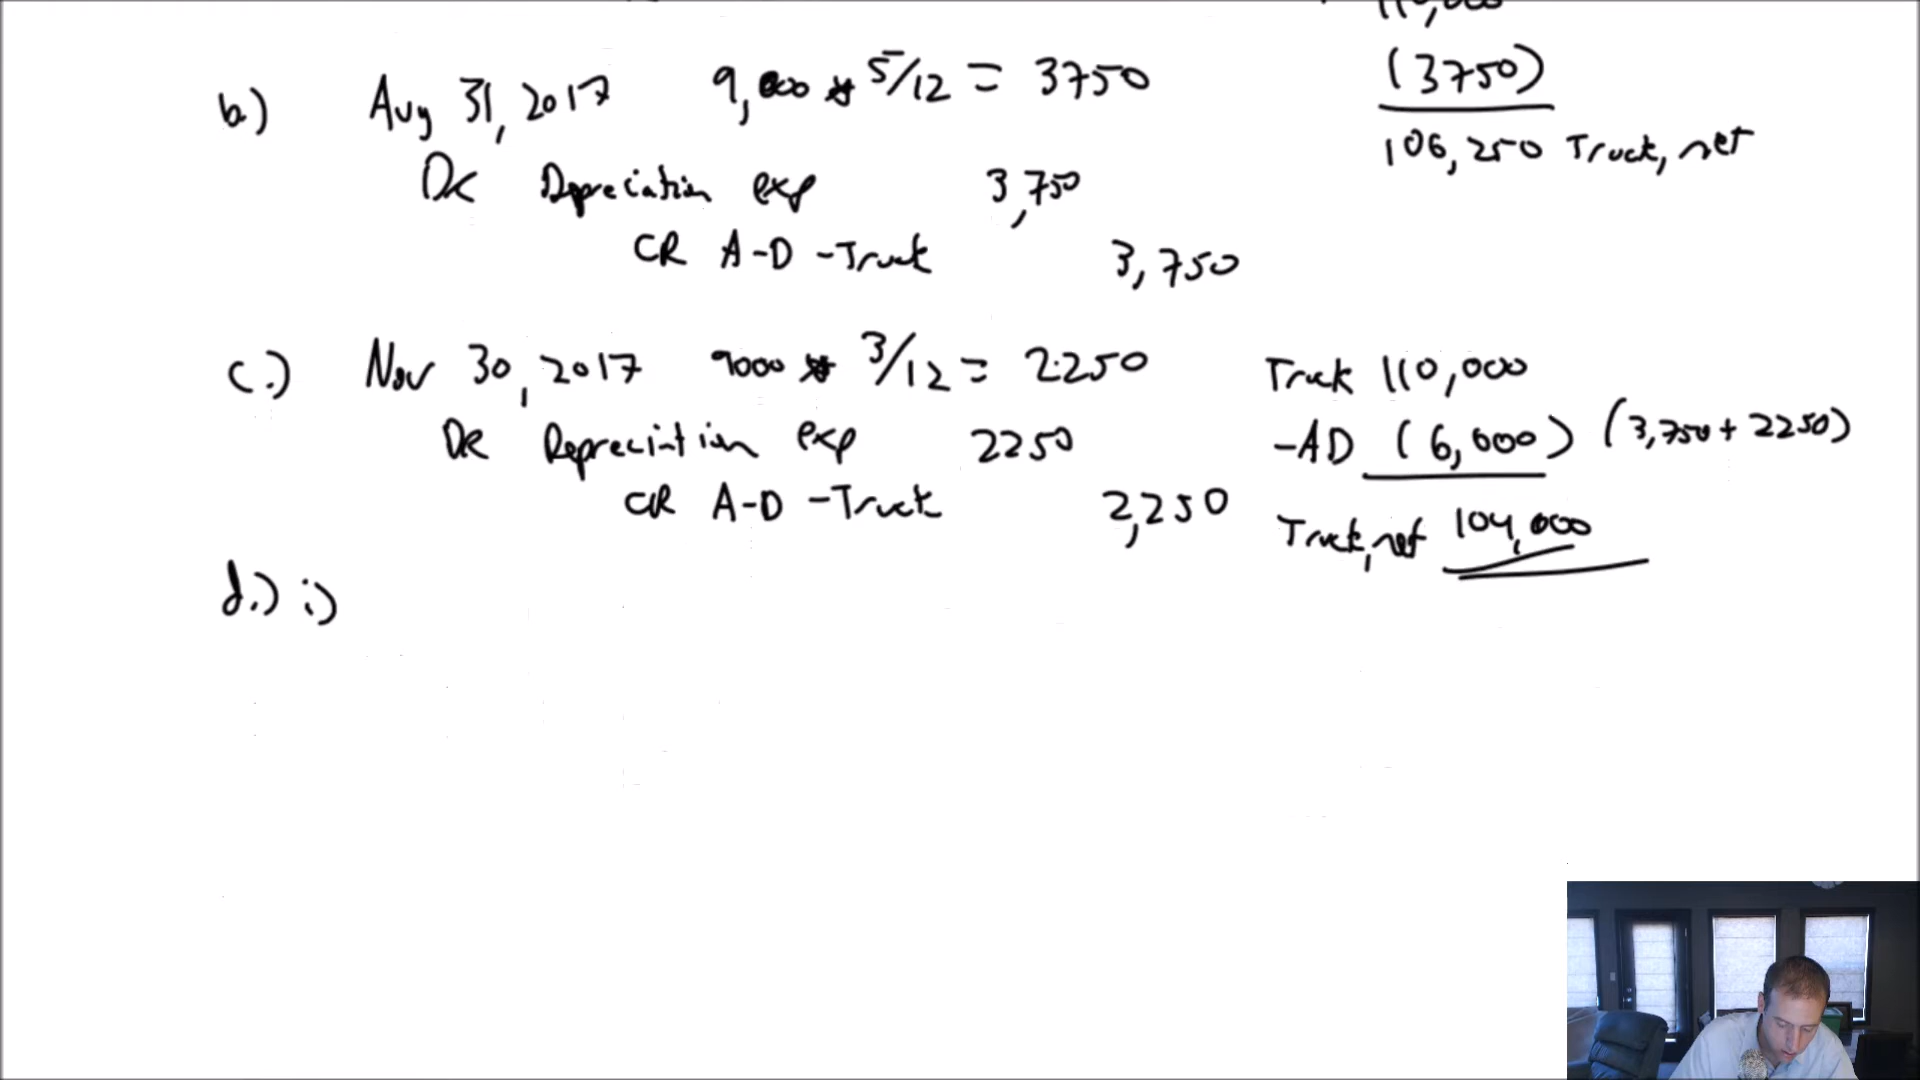 110,000
(3750)
b.) Aug 31, 2017 9,000 * 5/12 = 3750
106,250 Truck, net
DR Depreciation exp 3,750
CR A-D -Truck 3,750
c.) Nov 30, 2017 9000 * 3/12 = 2250
Truck 110,000
DR Depreciation exp 2250
-AD (6,000) (3,750 + 2250)
CR A-D -Truck 2,250
Truck, net 104,000
d.) i)